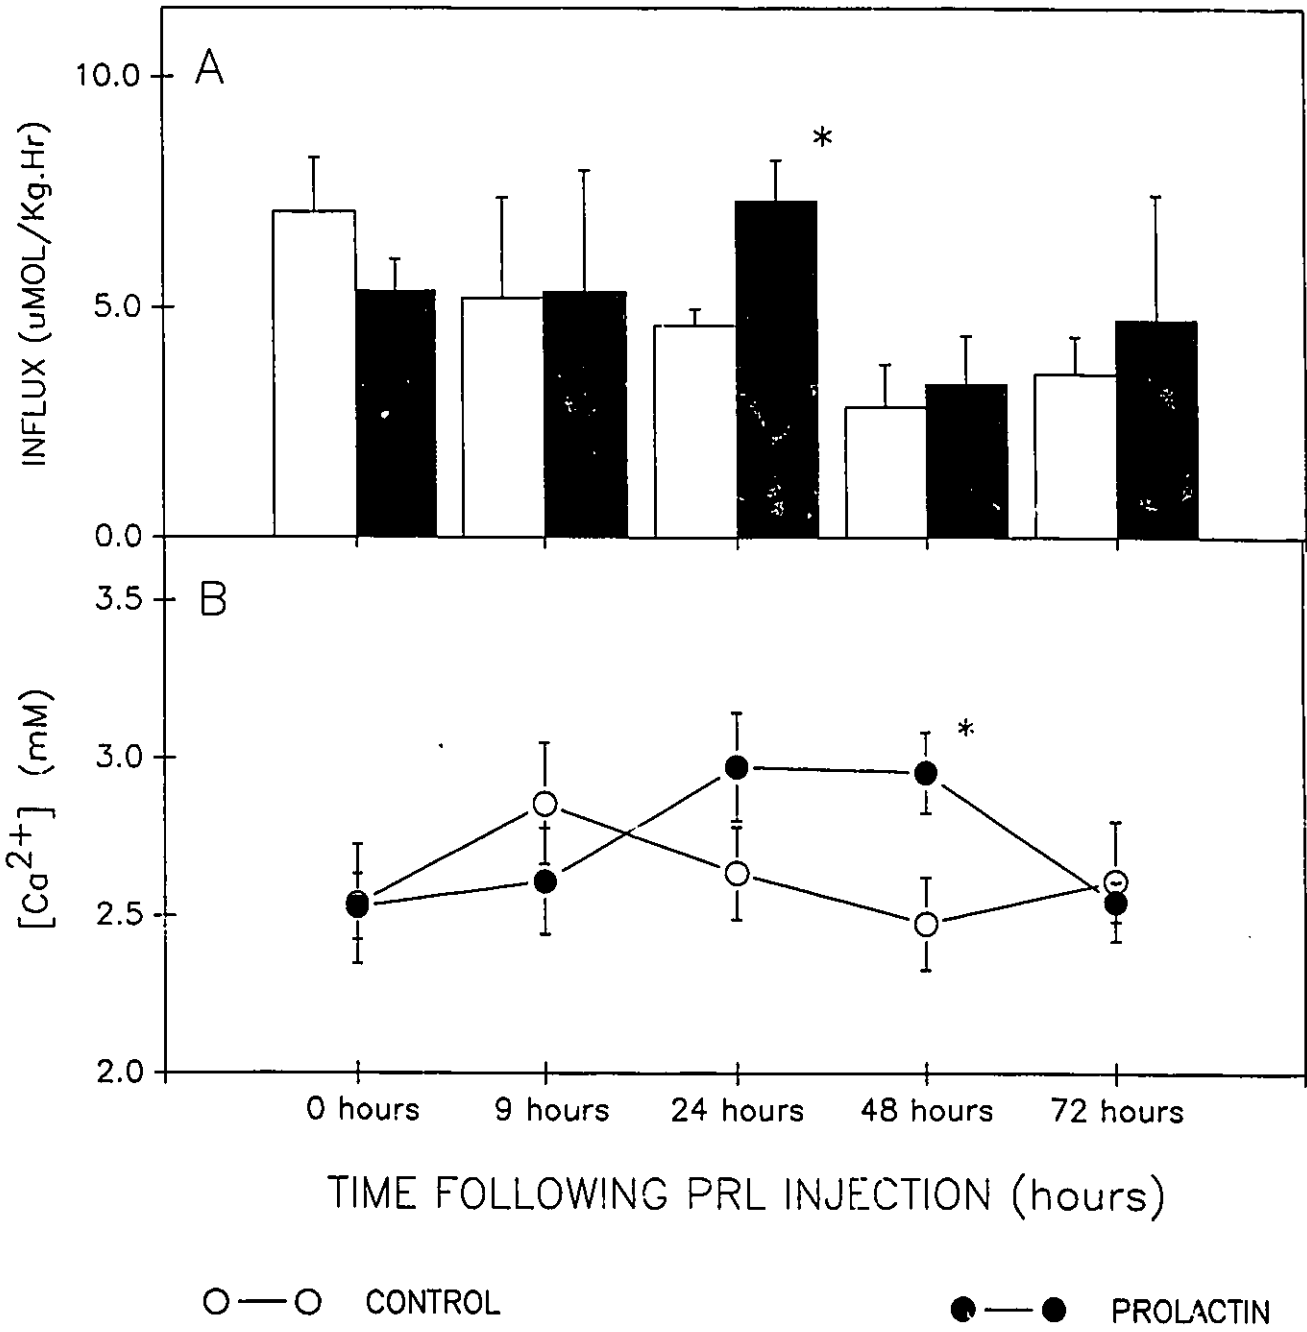 A
10.0
5.0
0.0
INFLUX (uMOL/Kg.Hr)
*
B
3.5
3.0
2.5
2.0
[Ca2+] (mM)
*
0 hours 9 hours 24 hours 48 hours 72 hours
TIME FOLLOWING PRL INJECTION (hours)
CONTROL PROLACTIN